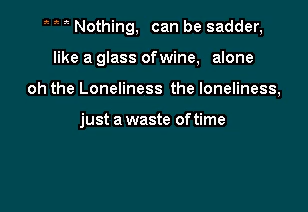 * * * Nothing, can be sadder,
like a glass of wine, alone
oh the Loneliness the loneliness,
just a waste of time